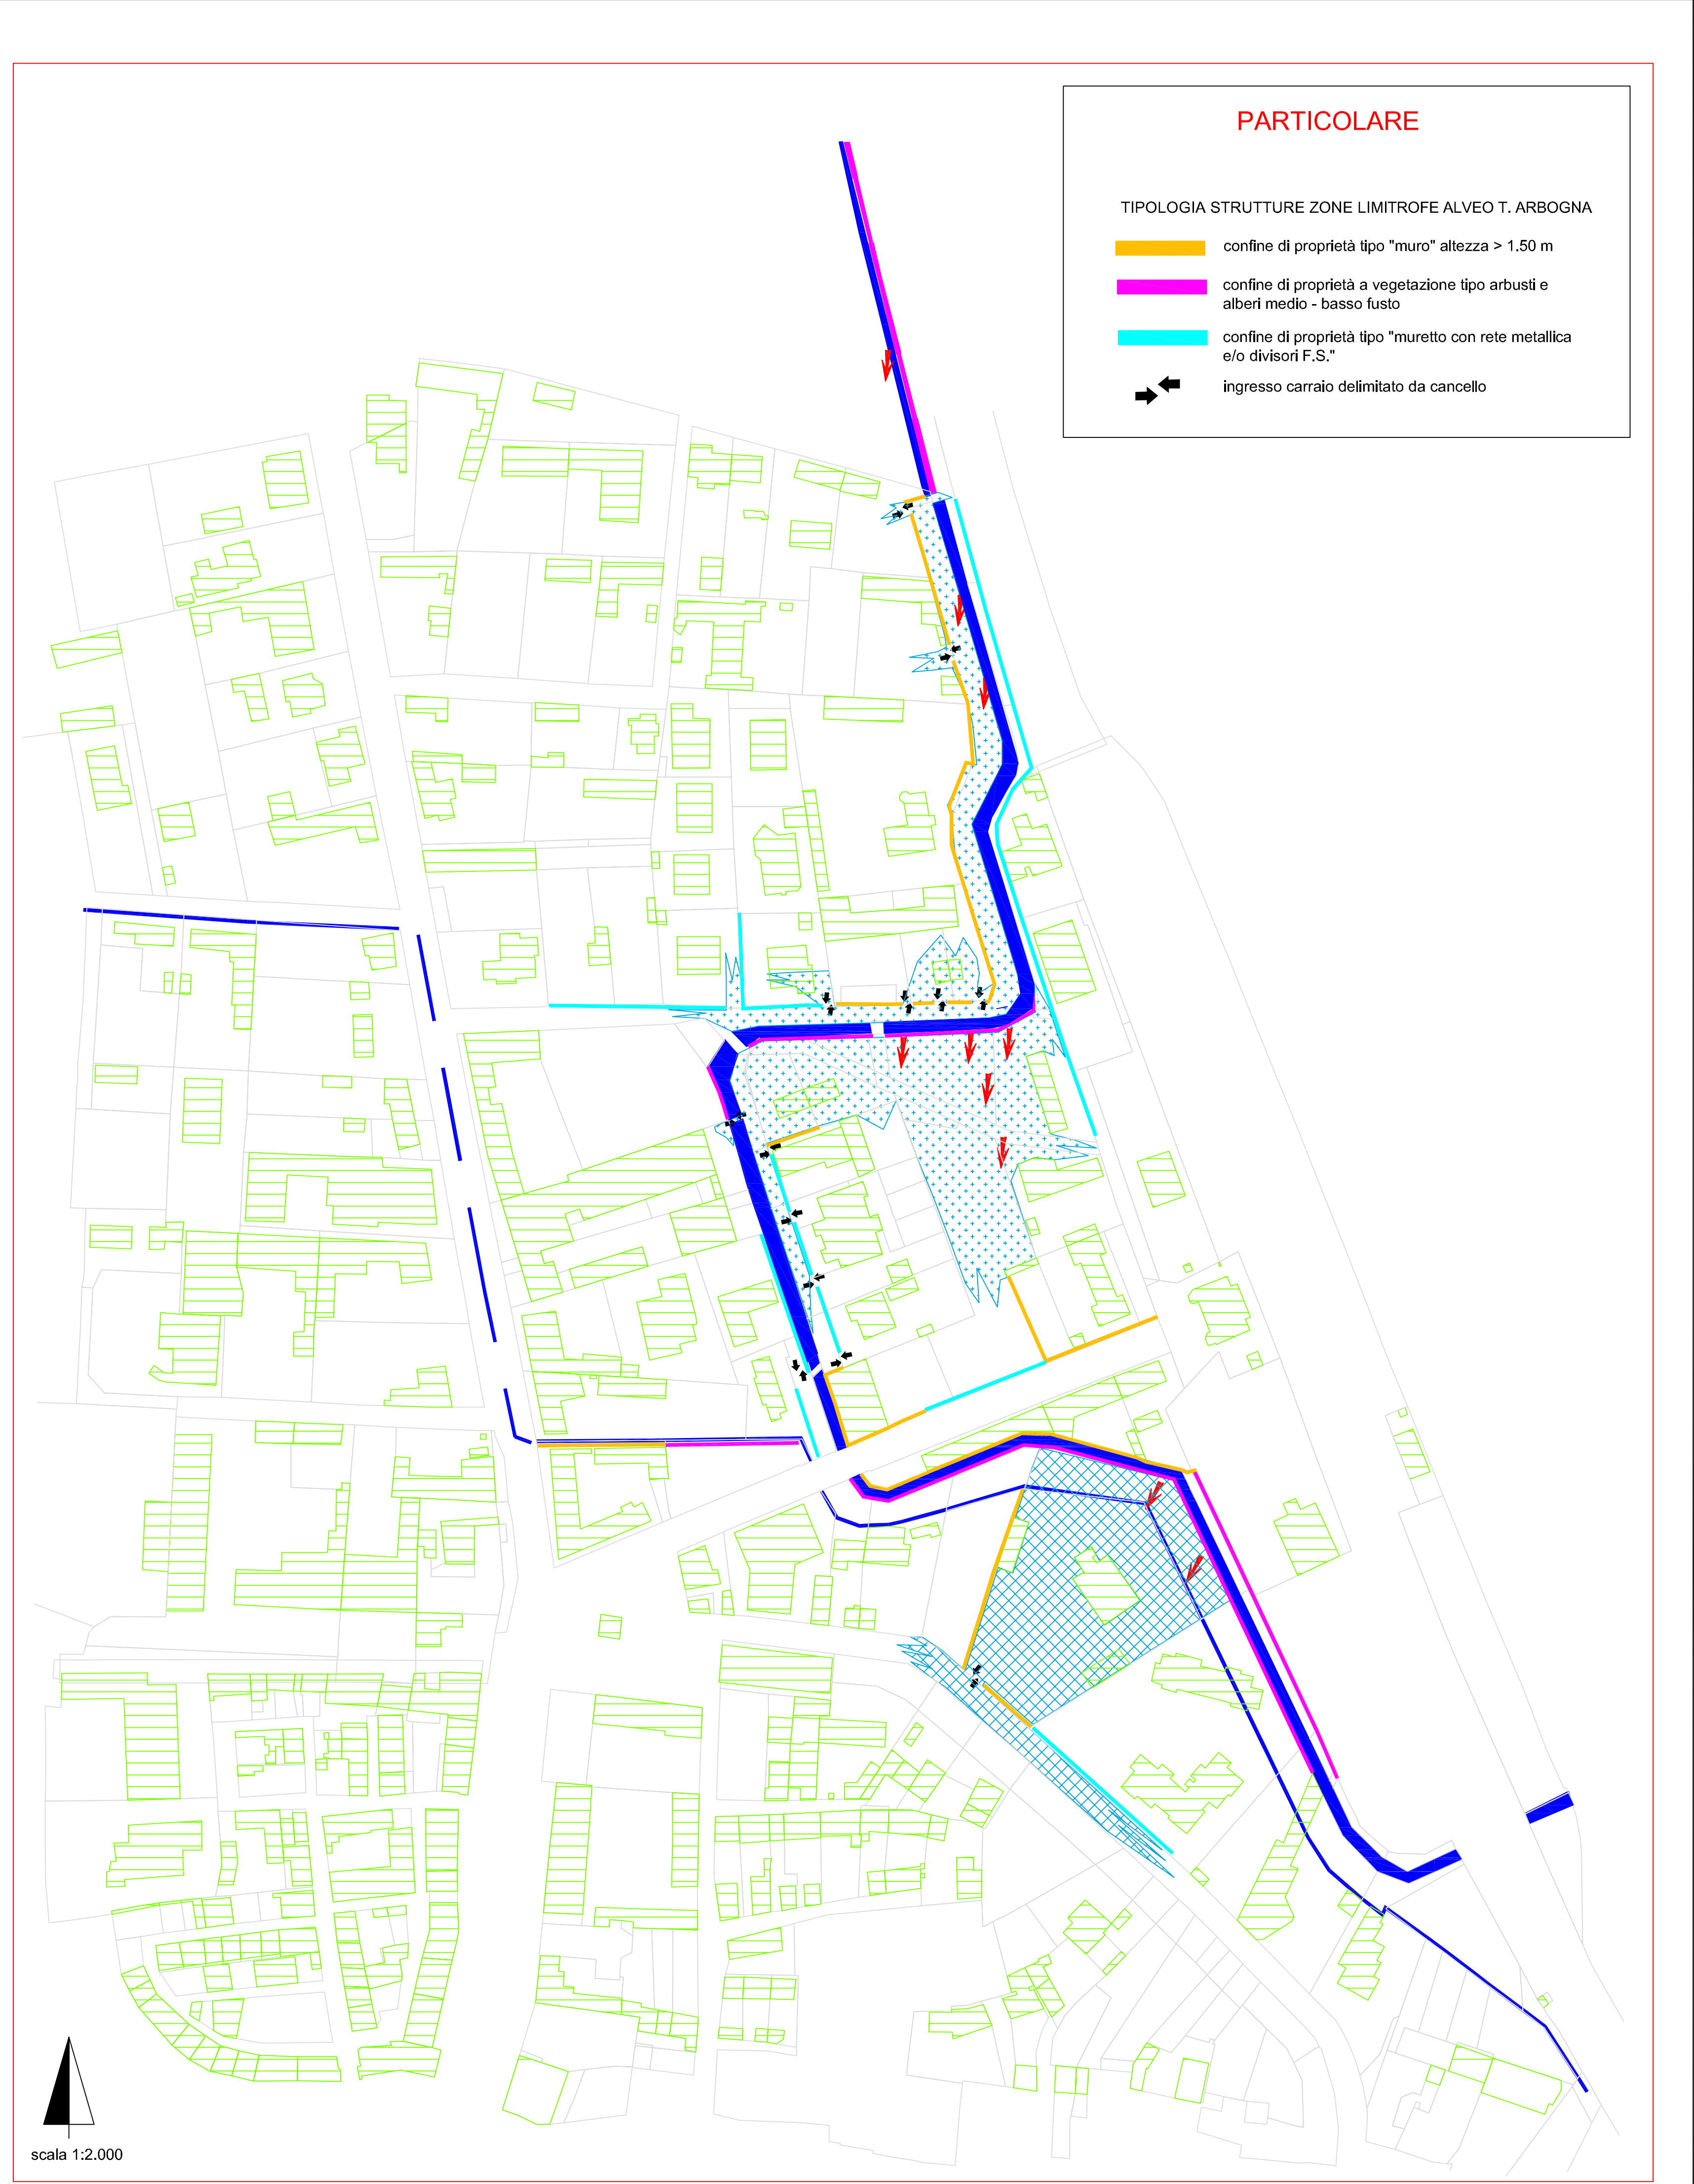 PARTICOLARE
TIPOLOGIA STRUTTURE ZONE LIMITROFE ALVEO T. ARBOGNA
confine di proprietà tipo "muro" altezza > 1.50 m
confine di proprietà a vegetazione tipo arbusti e
alberi medio - basso fusto
confine di proprietà tipo "muretto con rete metallica
e/o divisori F.S."
ingresso carraio delimitato da cancello
scala 1:2.000